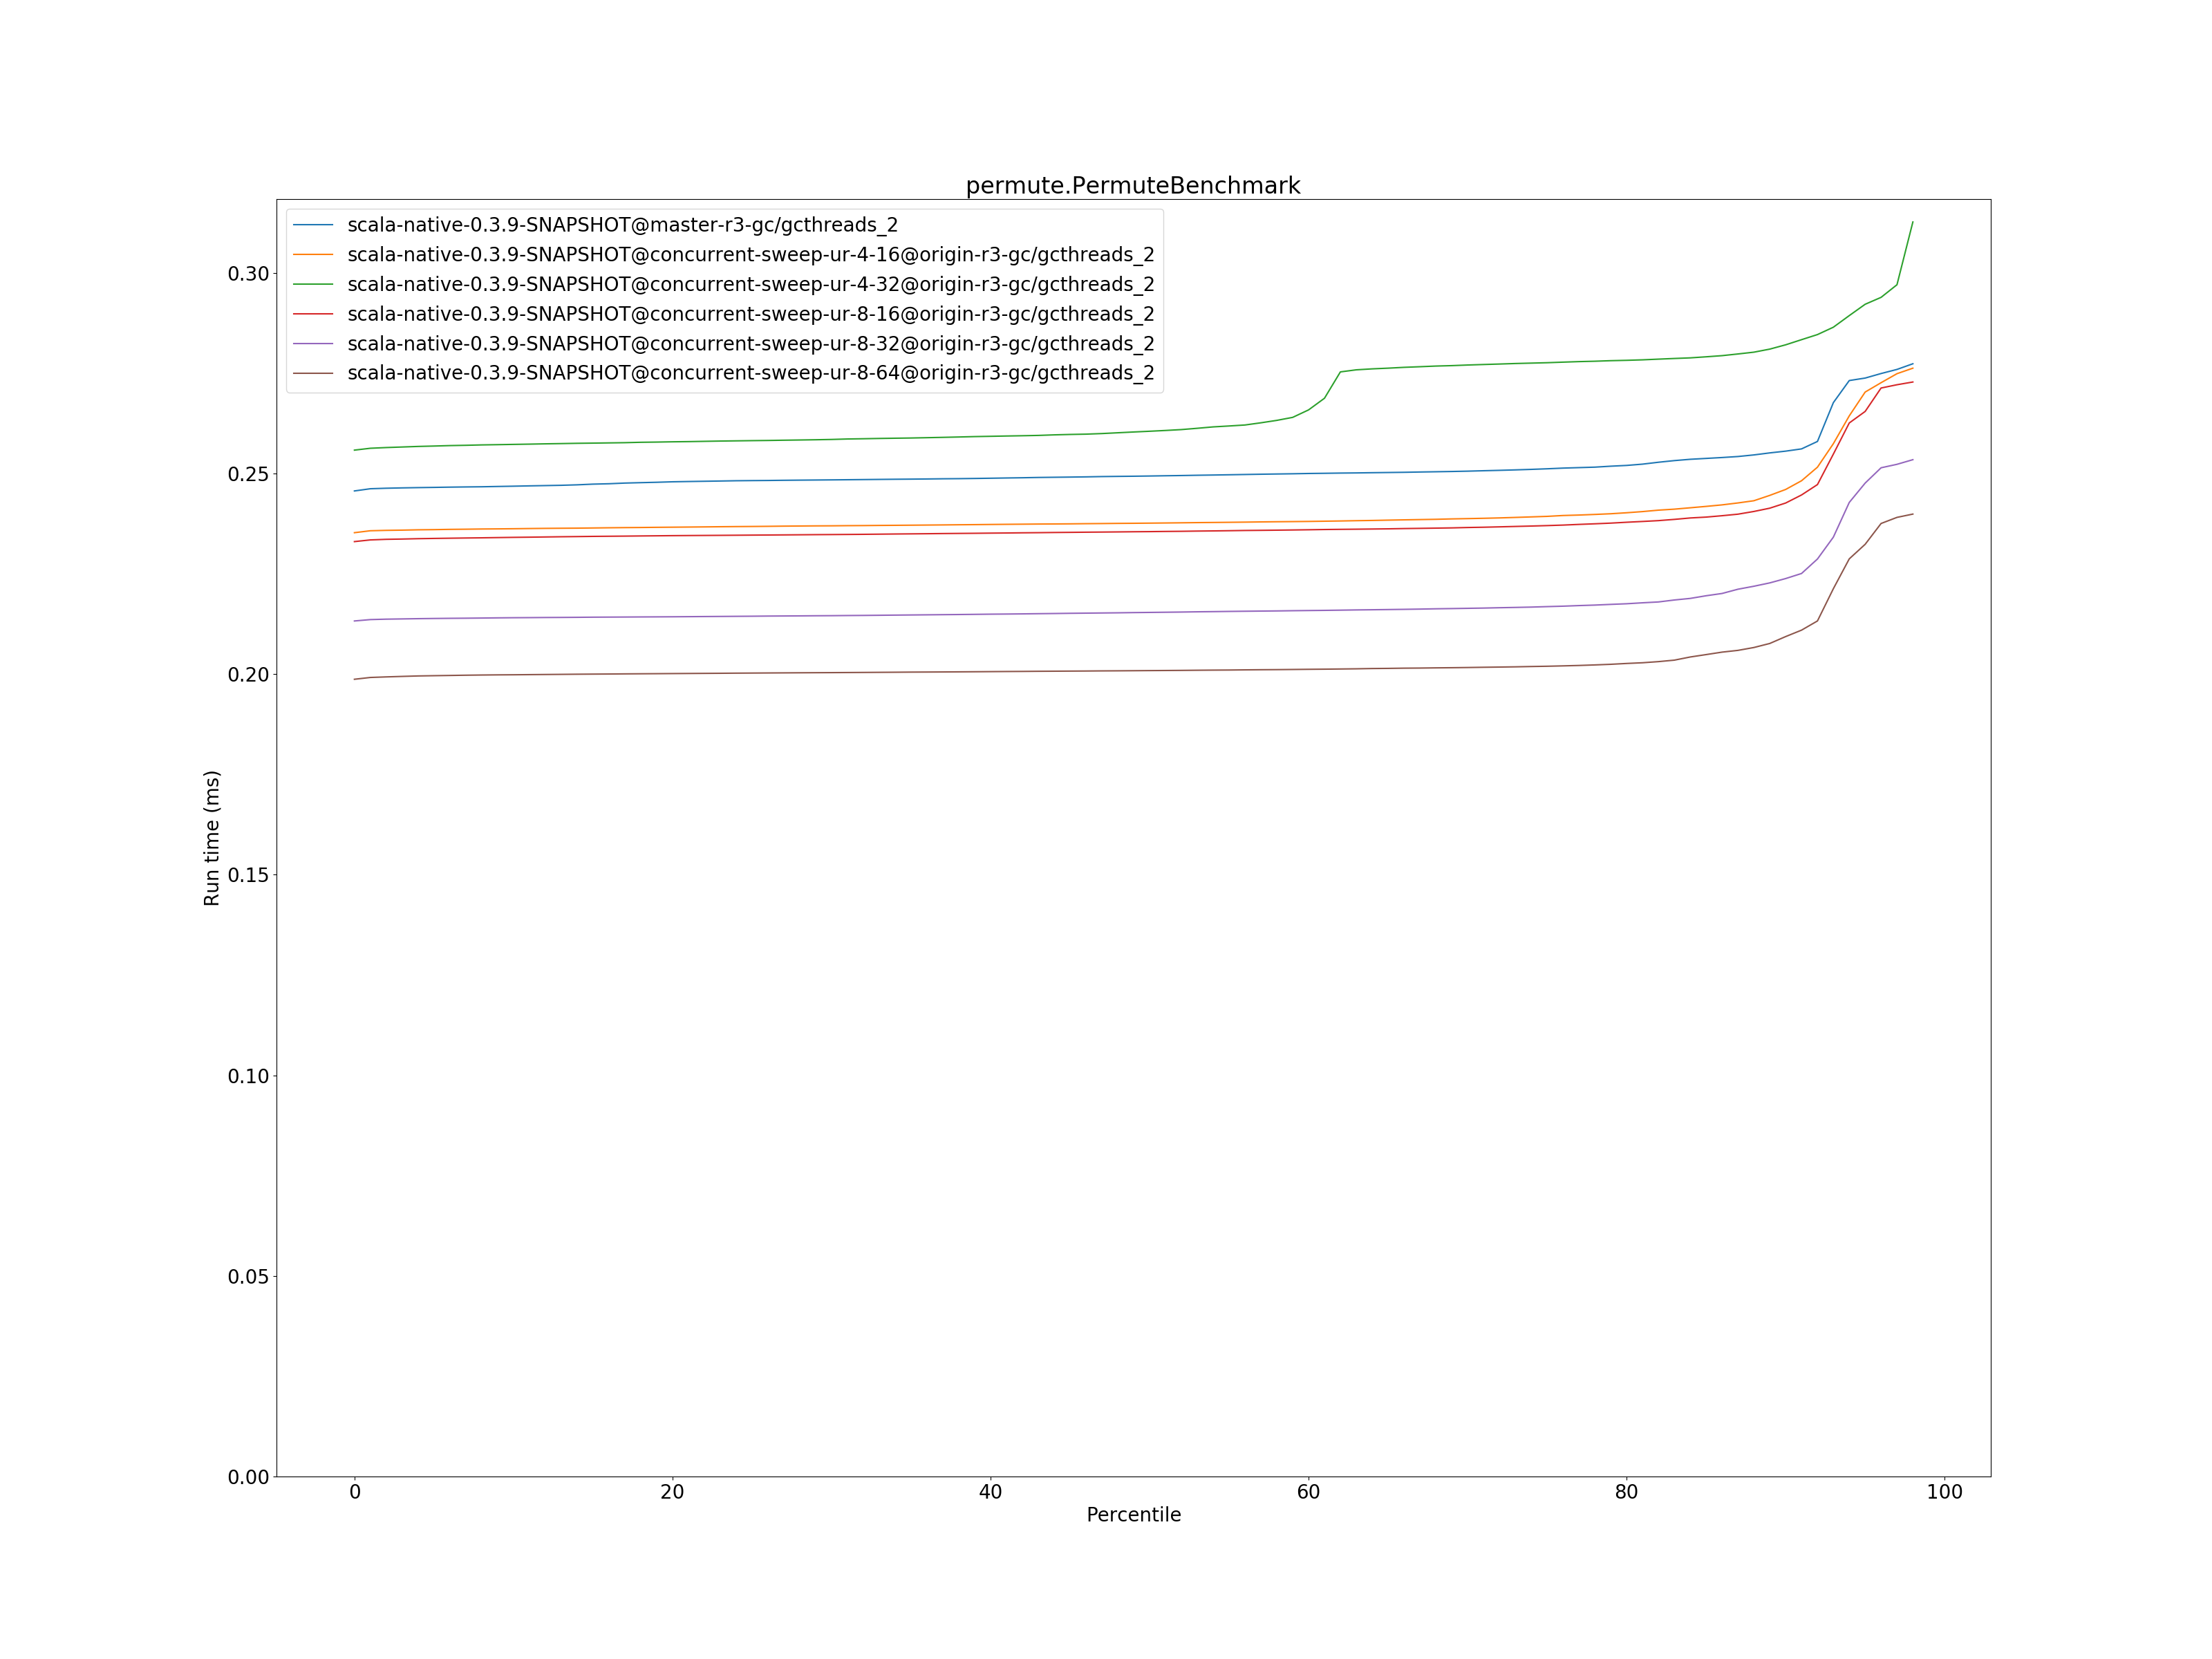 permute.PermuteBenchmark
scala-native-0.3.9-SNAPSHOT@master-r3-gc/gcthreads_2
scala-native-0.3.9-SNAPSHOT@concurrent-sweep-ur-4-16@origin-r3-gc/gcthreads_2
scala-native-0.3.9-SNAPSHOT@concurrent-sweep-ur-4-32@origin-r3-gc/gcthreads_2
scala-native-0.3.9-SNAPSHOT@concurrent-sweep-ur-8-16@origin-r3-gc/gcthreads_2
scala-native-0.3.9-SNAPSHOT@concurrent-sweep-ur-8-32@origin-r3-gc/gcthreads_2
scala-native-0.3.9-SNAPSHOT@concurrent-sweep-ur-8-64@origin-r3-gc/gcthreads_2
Run time (ms)
0.30
0.25
0.20
0.15
0.10
0.05
0.00
0 20 40 60 80 100
Percentile